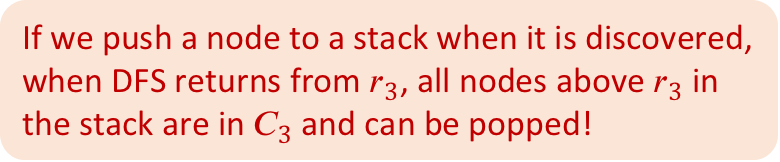 If we push a node to a stack when it is discovered,
when DFS returns from r₃, all nodes above r₃ in
the stack are in C₃ and can be popped!